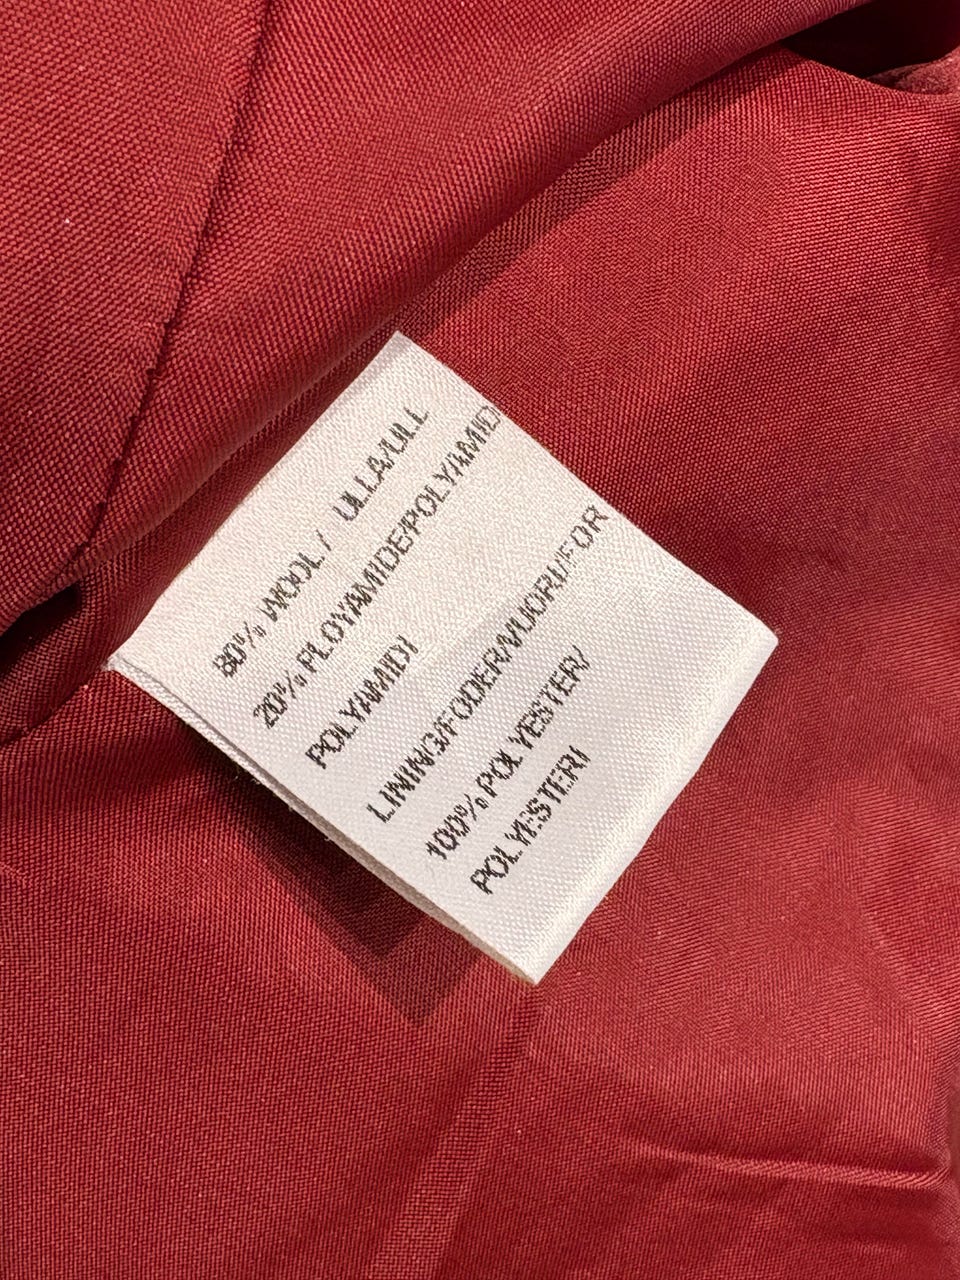 80% WOOL/ ULLA/ULL
20% PLOYAMIDE/POLYAMID
POLYAMIDI
LINING/FODER/VUORI/FOR
100% POLYESTER/
POLYESTERI